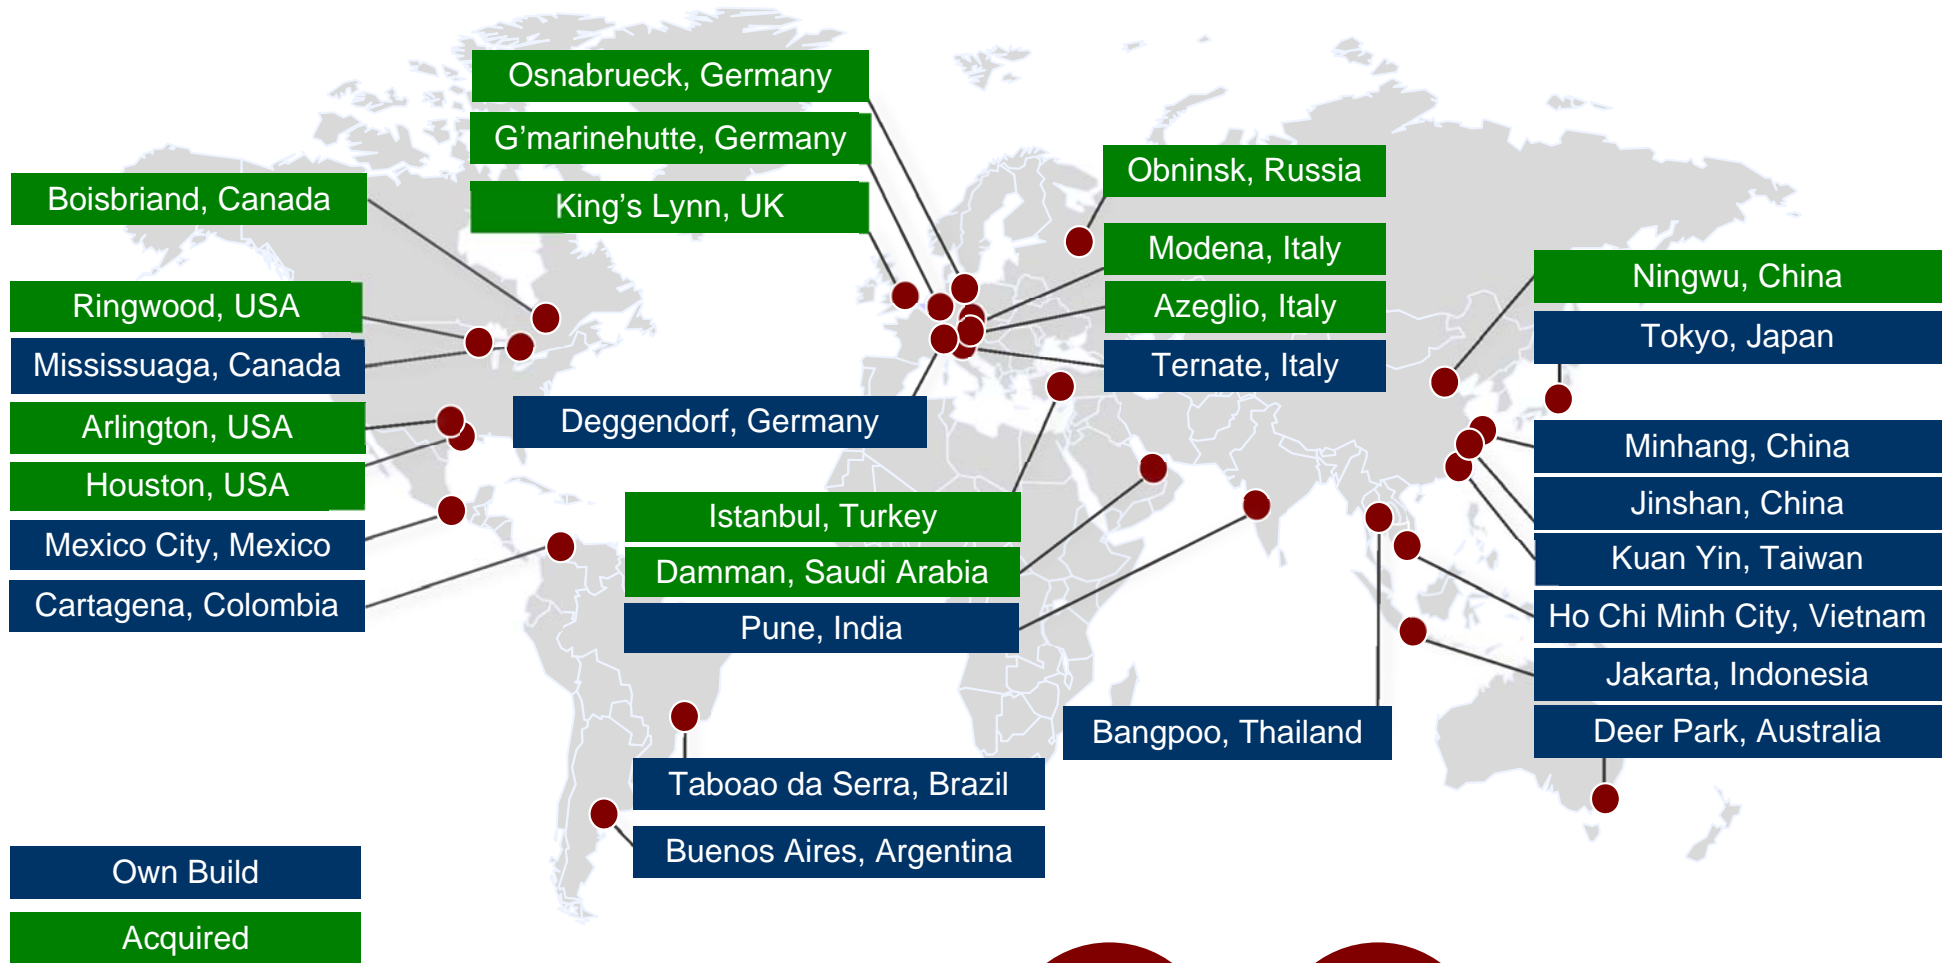 Osnabrueck, Germany
G’marinehutte, Germany
King’s Lynn, UK
Boisbriand, Canada
Ringwood, USA
Mississuaga, Canada
Arlington, USA
Houston, USA
Mexico City, Mexico
Cartagena, Colombia
Deggendorf, Germany
Obninsk, Russia
Modena, Italy
Azeglio, Italy
Ternate, Italy
Istanbul, Turkey
Damman, Saudi Arabia
Pune, India
Ningwu, China
Tokyo, Japan
Minhang, China
Jinshan, China
Kuan Yin, Taiwan
Ho Chi Minh City, Vietnam
Jakarta, Indonesia
Deer Park, Australia
Bangpoo, Thailand
Taboao da Serra, Brazil
Buenos Aires, Argentina
Own Build
Acquired